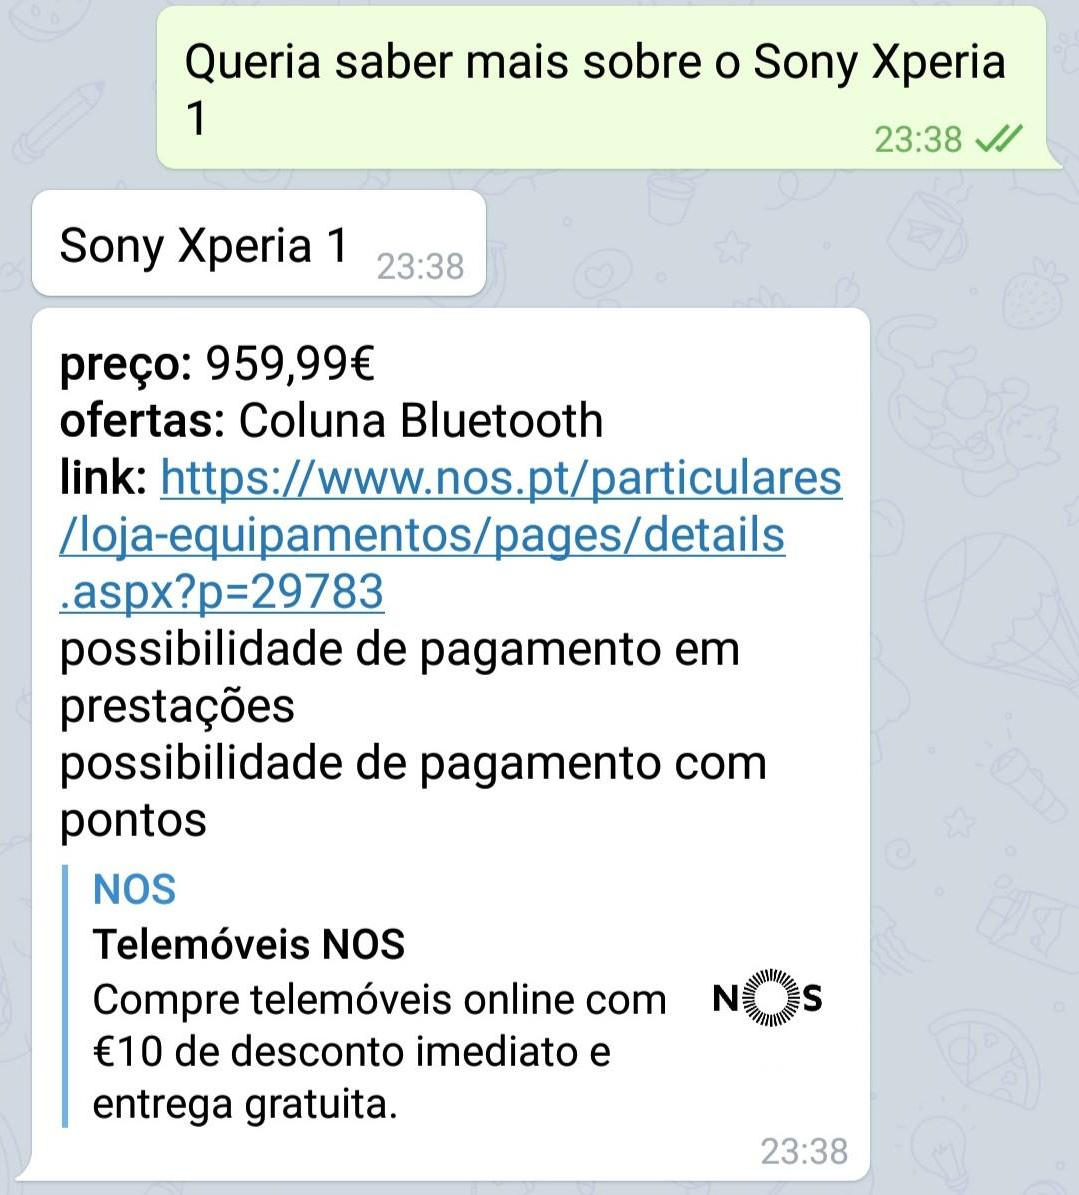 Queria saber mais sobre o Sony Xperia
1
23:38
Sony Xperia 1
23:38
preço: 959,99€
ofertas: Coluna Bluetooth
link: https://www.nos.pt/particulares
/loja-equipamentos/pages/details
.aspx?p=29783
possibilidade de pagamento em
prestações
possibilidade de pagamento com
pontos
NOS
Telemóveis NOS
Compre telemóveis online com
€10 de desconto imediato e
entrega gratuita.
NOS
23:38